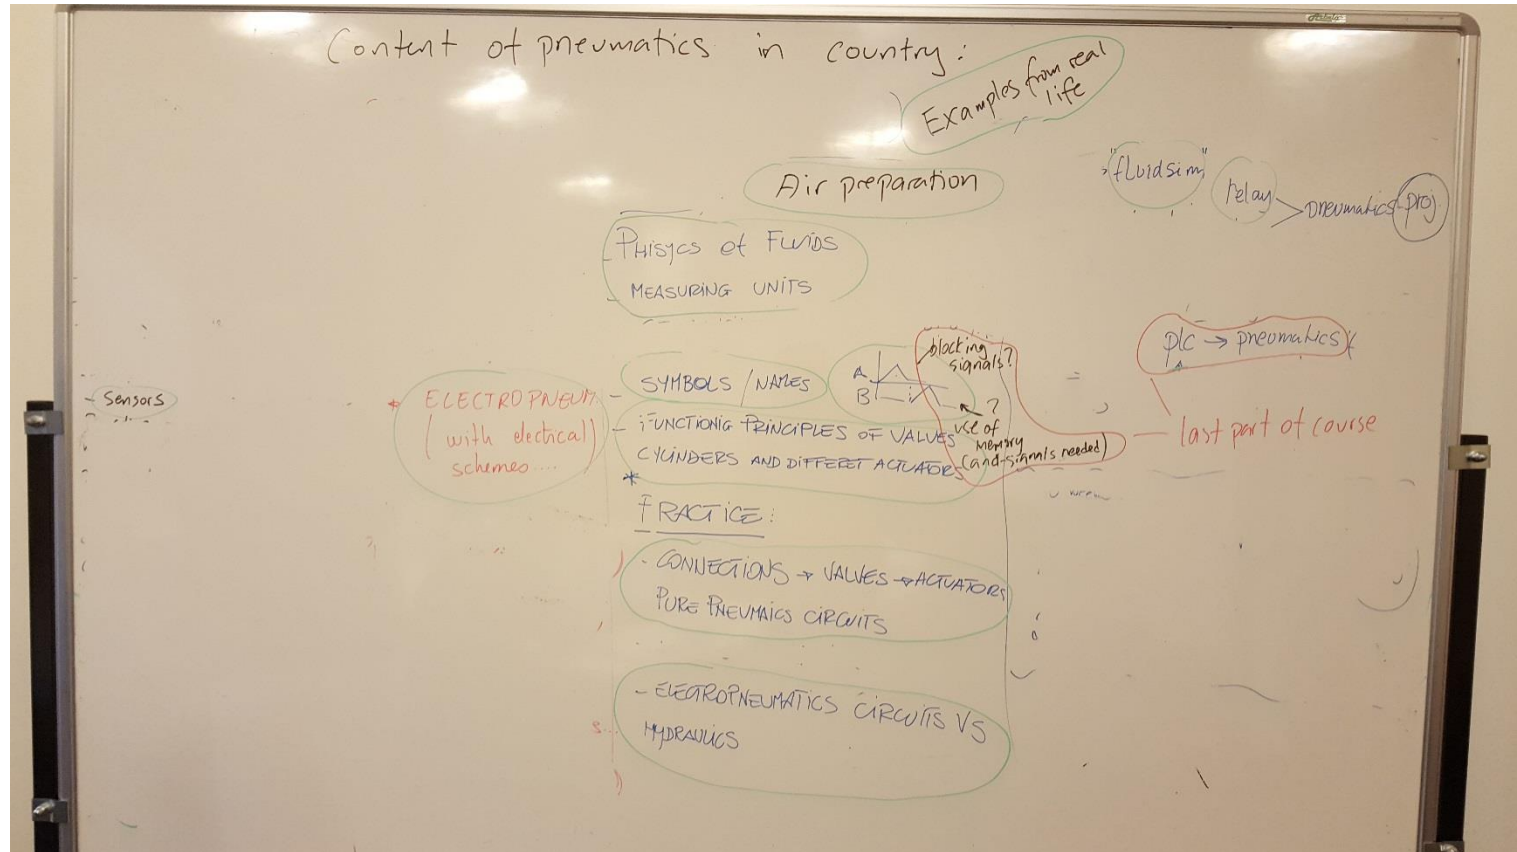 Content of pneumatics in country:
Examples from real
life
Air preparation
"fluidsim"
relay > pneumatics proj
- PHISYCS of FLUIDS
- MEASURING UNITS
plc → pneumatics
blocking
signals?
A
B
- SYMBOLS / NAMES
- Sensors
* ELECTROPNEUM
(with electrical)
schemes....
?
use of
memory
(and-signals needed)
last part of course
- FUNCTIONIG PRINCIPLES OF VALVES
CYLINDERS AND DIFFERET ACTUATORS
*
PRACTICE:
- CONNECTIONS → VALVES → ACTUATORS
PURE PNEUMAICS CIRCUITS
- ELECTROPNEUMATICS CIRCUITS VS
HYDRAULICS